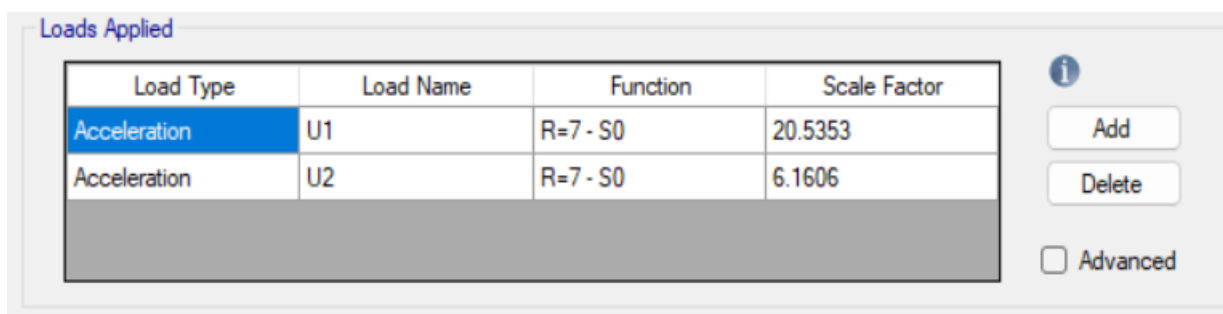 Loads Applied
Load Type Load Name Function Scale Factor
Acceleration U1 R=7 - S0 20.5353
Acceleration U2 R=7 - S0 6.1606
i
Add
Delete
Advanced